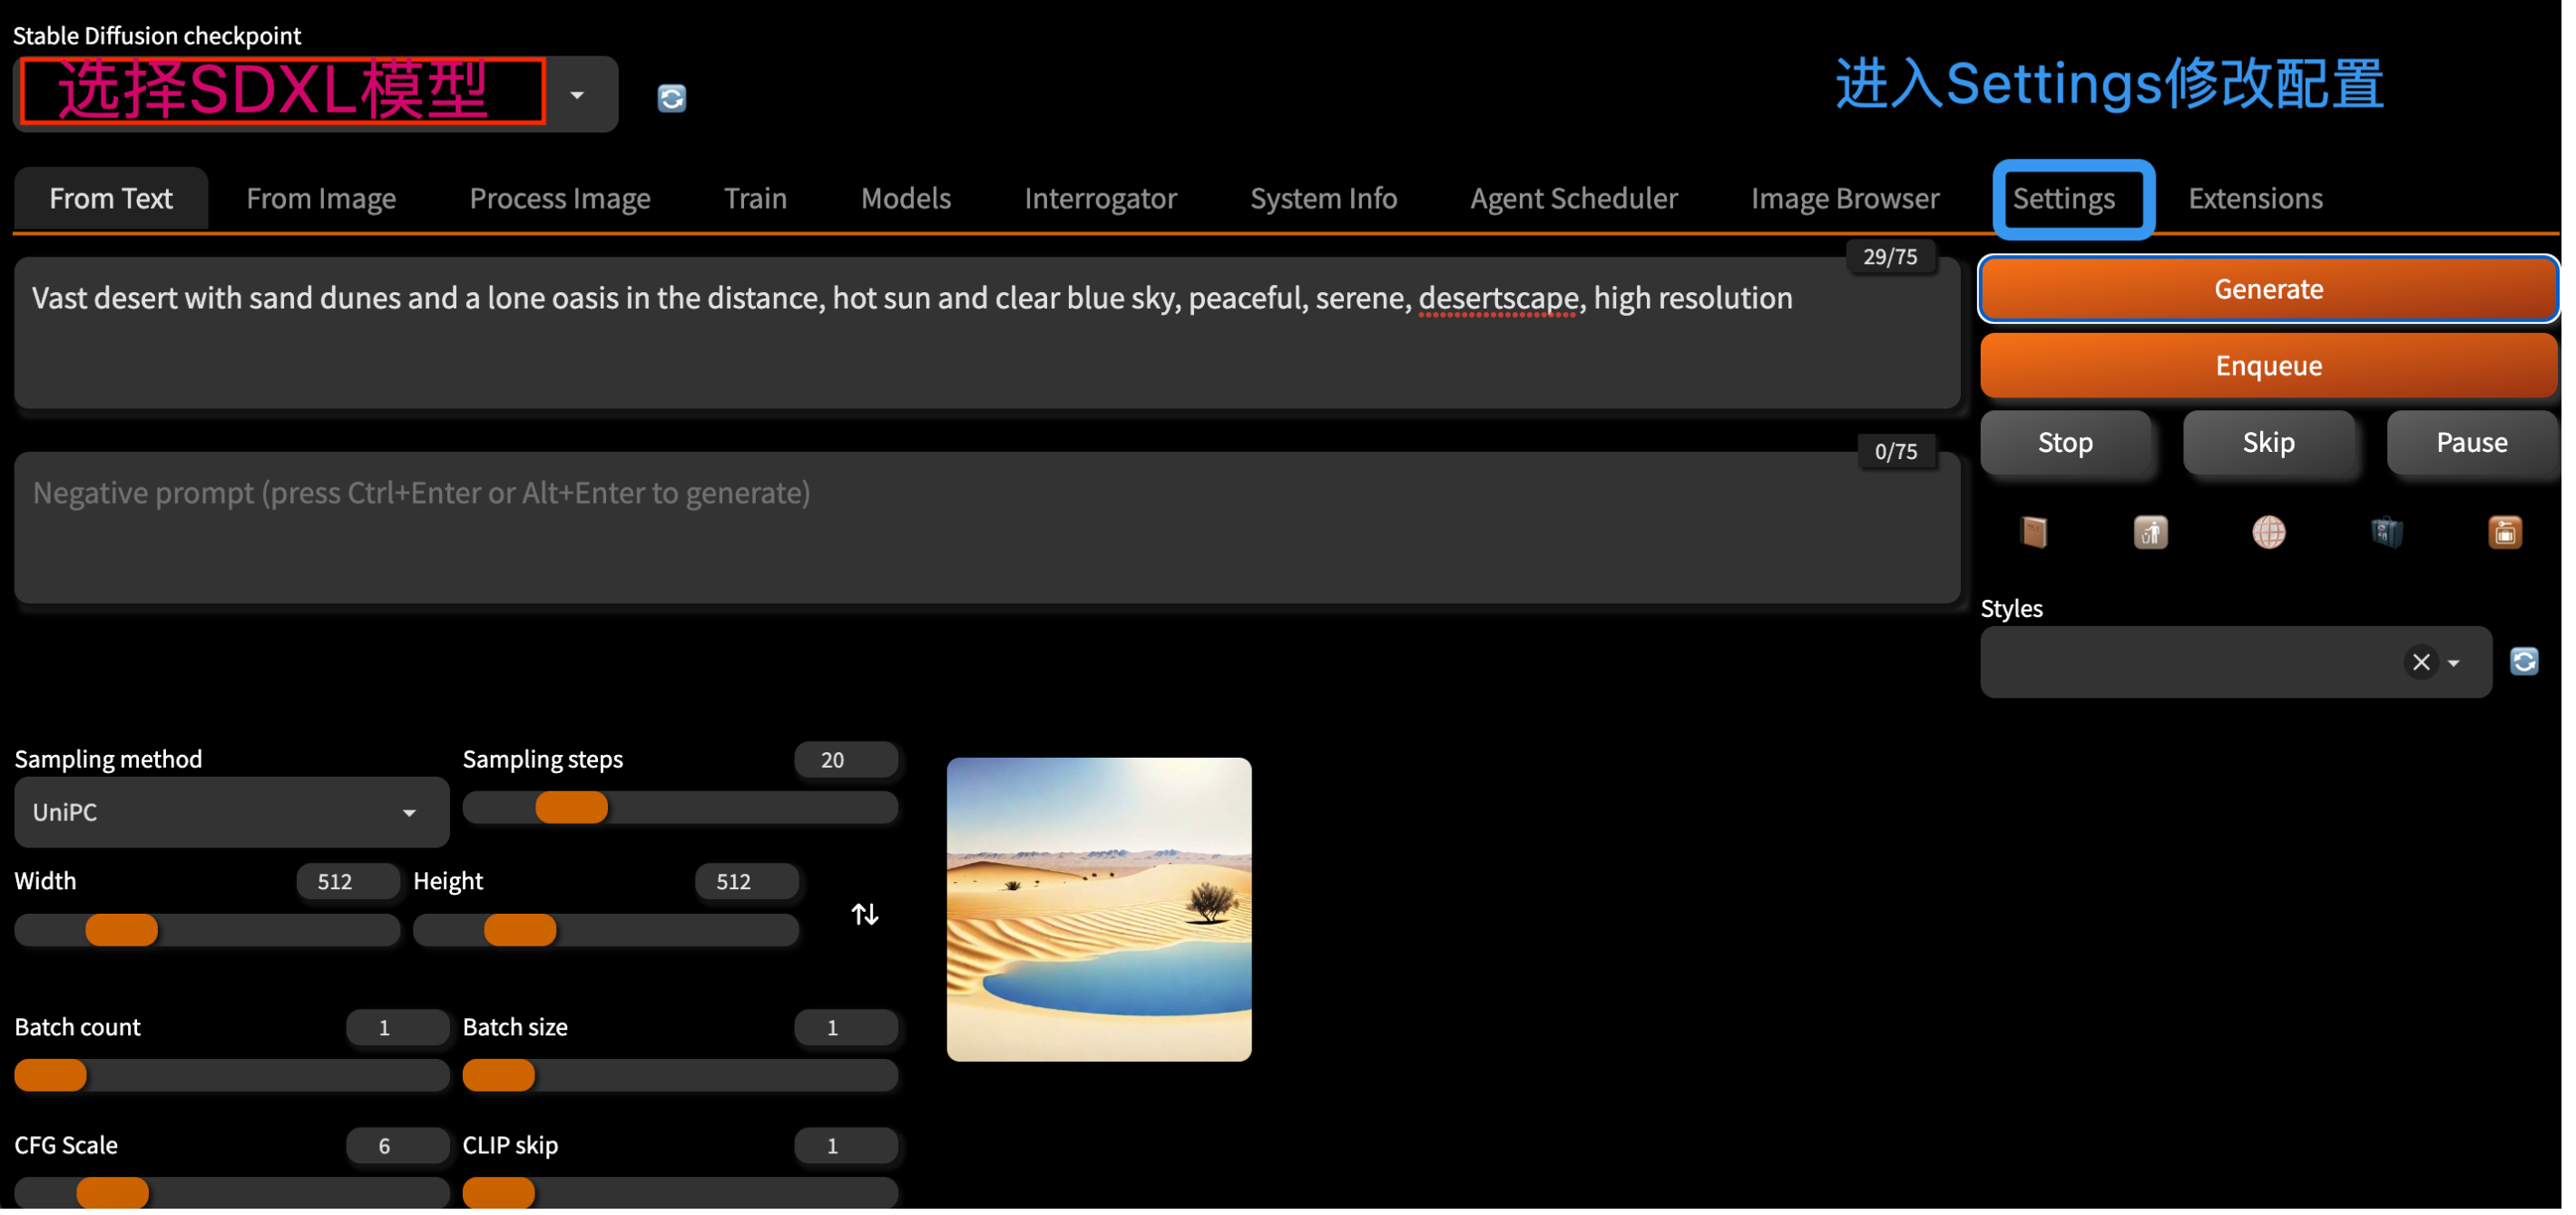 Stable Diffusion checkpoint
选择SDXL模型
进入Settings修改配置
From Text From Image Process Image Train Models Interrogator System Info Agent Scheduler Image Browser Settings Extensions
29/75
Vast desert with sand dunes and a lone oasis in the distance, hot sun and clear blue sky, peaceful, serene, desertscape, high resolution
Generate
Enqueue
0/75
Negative prompt (press Ctrl+Enter or Alt+Enter to generate)
Stop Skip Pause
Styles
Sampling method
UniPC
Sampling steps 20
Width 512 Height 512
Batch count 1 Batch size 1
CFG Scale 6 CLIP skip 1